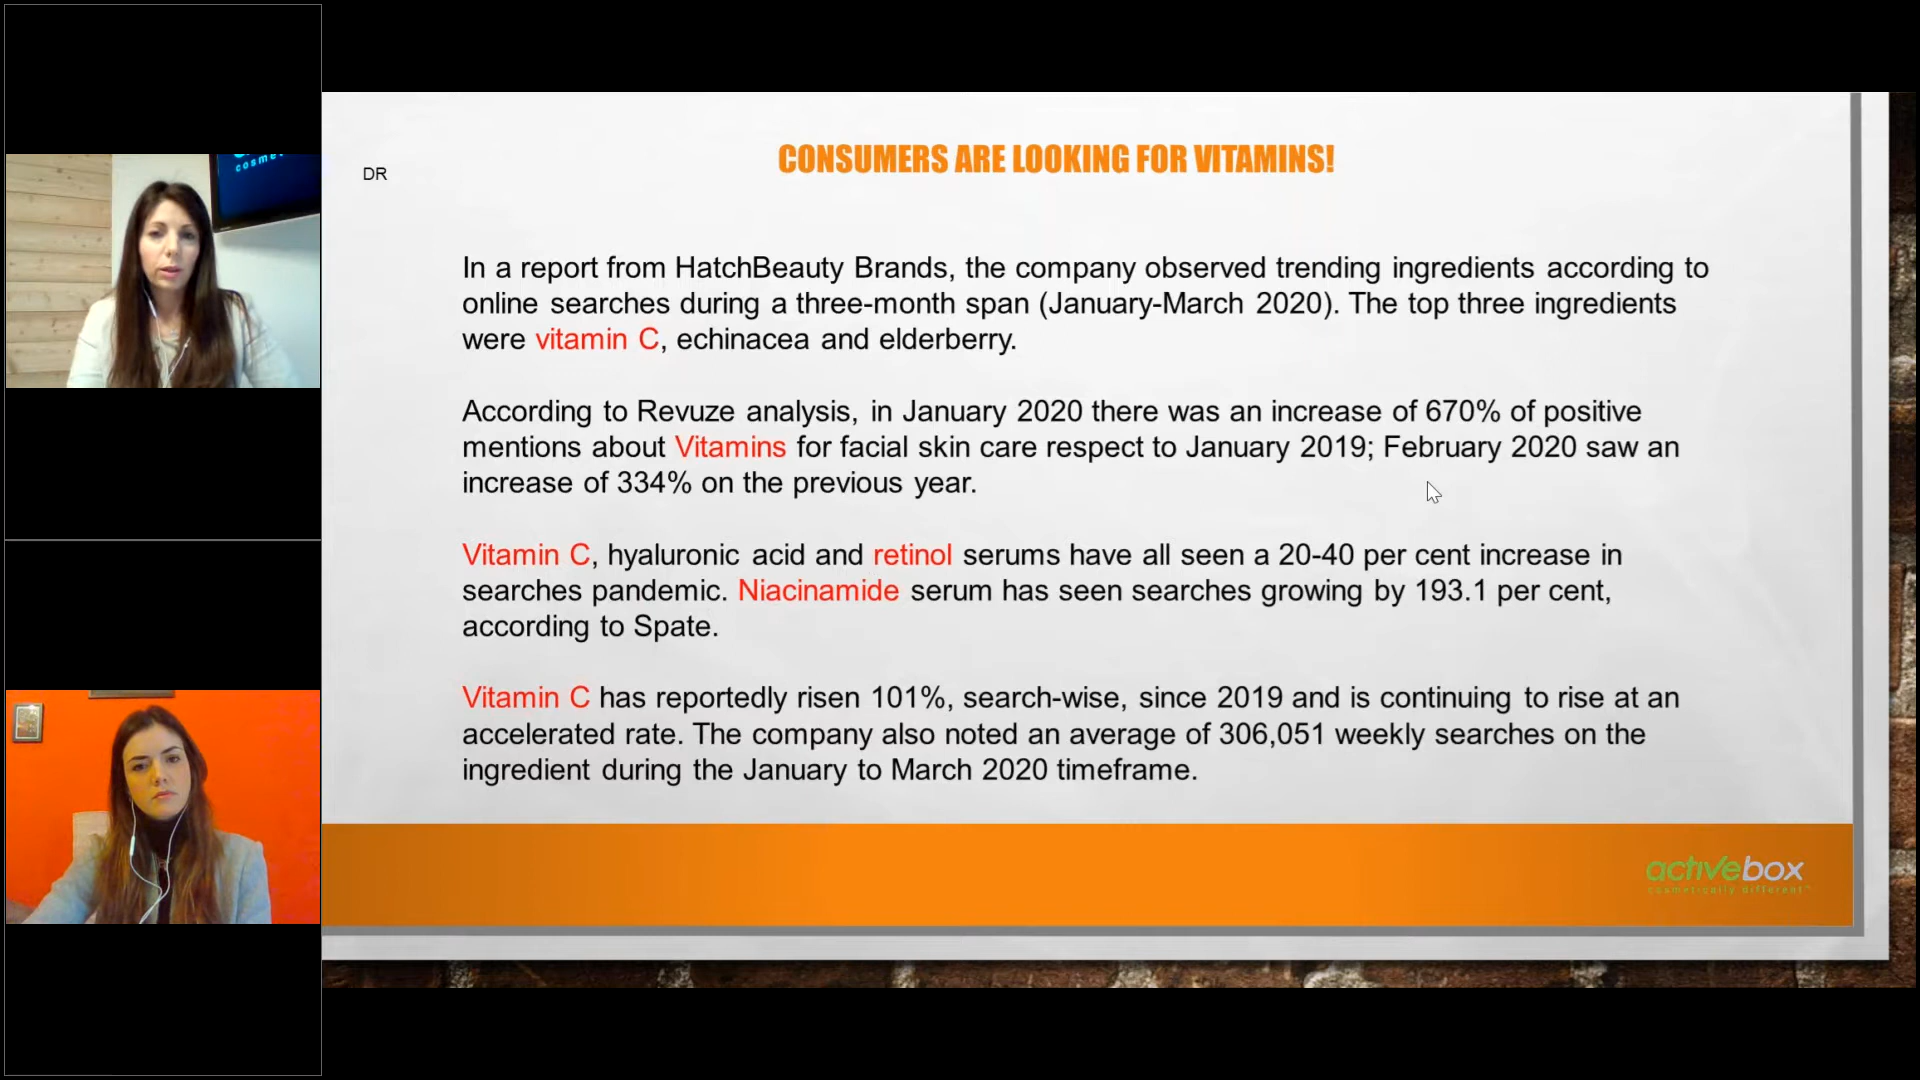 cosme
DR
CONSUMERS ARE LOOKING FOR VITAMINS!
In a report from HatchBeauty Brands, the company observed trending ingredients according to
online searches during a three-month span (January-March 2020). The top three ingredients
were vitamin C, echinacea and elderberry.
According to Revuze analysis, in January 2020 there was an increase of 670% of positive
mentions about Vitamins for facial skin care respect to January 2019; February 2020 saw an
increase of 334% on the previous year.
Vitamin C, hyaluronic acid and retinol serums have all seen a 20-40 per cent increase in
searches pandemic. Niacinamide serum has seen searches growing by 193.1 per cent,
according to Spate.
Vitamin C has reportedly risen 101%, search-wise, since 2019 and is continuing to rise at an
accelerated rate. The company also noted an average of 306,051 weekly searches on the
ingredient during the January to March 2020 timeframe.
activebox
cosmetically different™